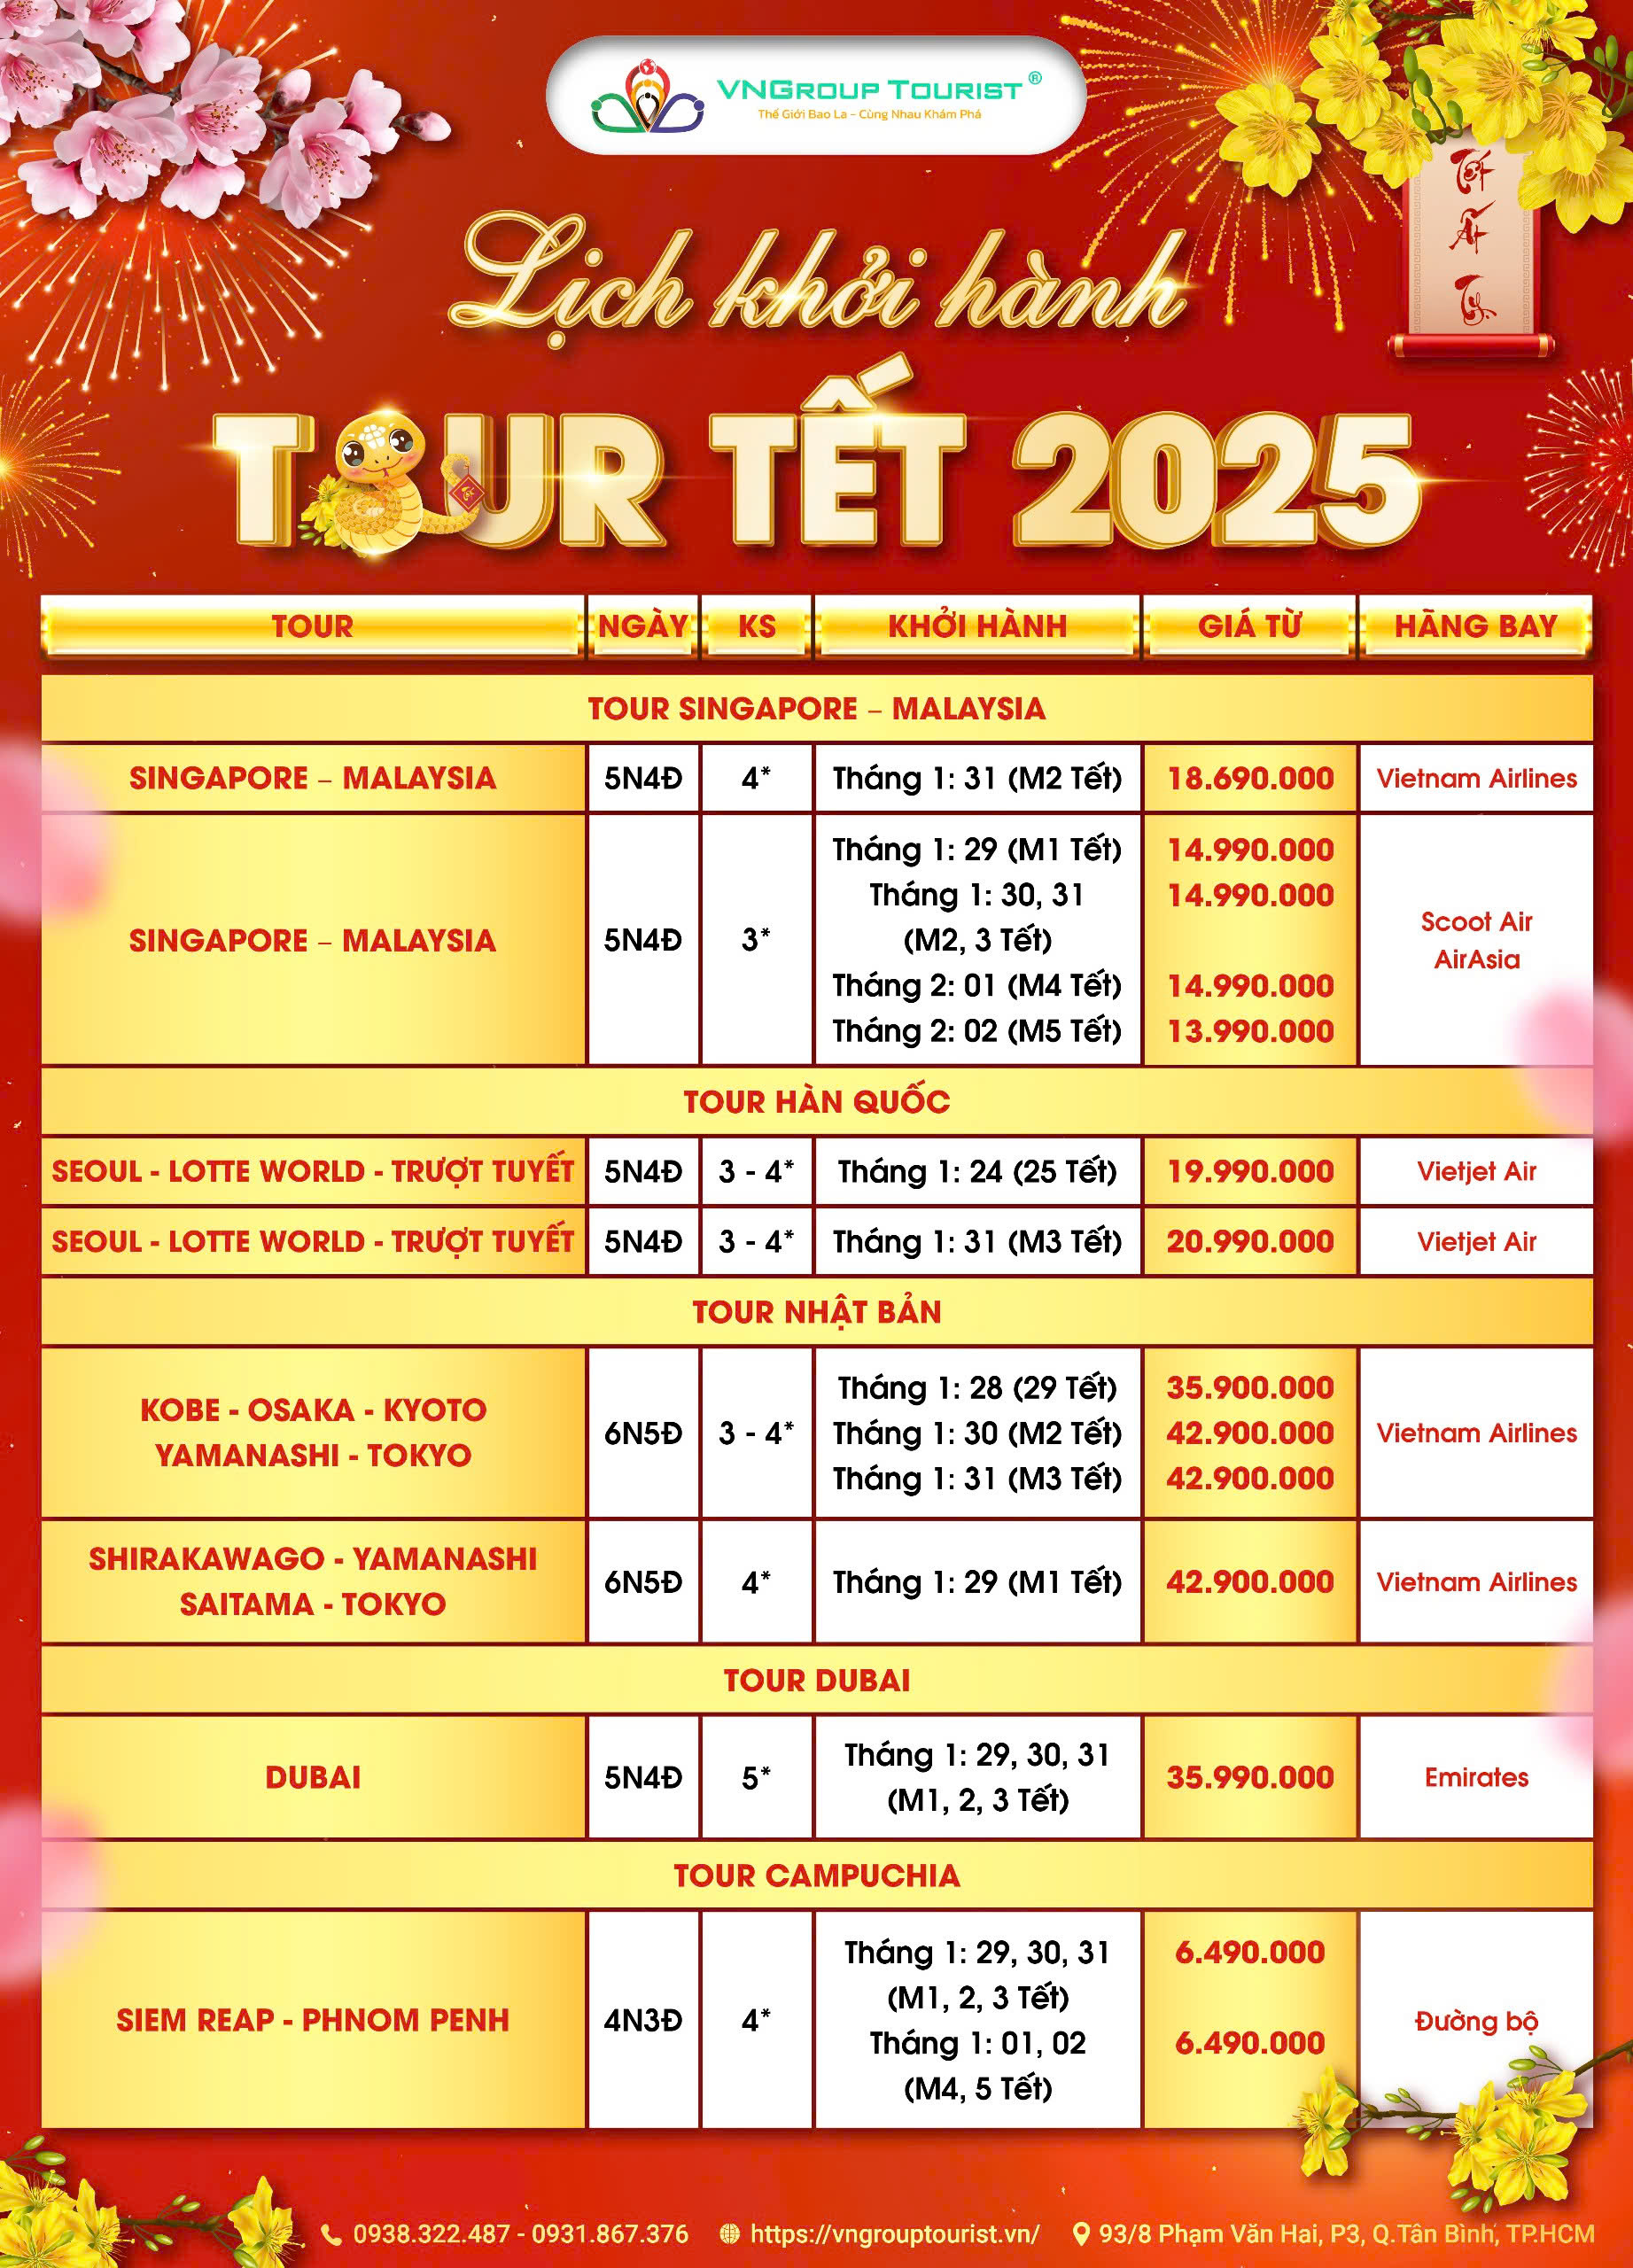 VNGROUP TOURIST®
Thế Giới Bao La – Cùng Nhau Khám Phá
Tết
Ất
Tỵ
Lịch khởi hành
TOUR TẾT 2025
TOUR NGÀY KS KHỞI HÀNH GIÁ TỪ HÃNG BAY
TOUR SINGAPORE – MALAYSIA
SINGAPORE – MALAYSIA 5N4Đ 4* Tháng 1: 31 (M2 Tết) 18.690.000 Vietnam Airlines
SINGAPORE – MALAYSIA 5N4Đ 3*
Tháng 1: 29 (M1 Tết) 14.990.000
Tháng 1: 30, 31 14.990.000
(M2, 3 Tết)
Tháng 2: 01 (M4 Tết) 14.990.000
Tháng 2: 02 (M5 Tết) 13.990.000
Scoot Air
AirAsia
TOUR HÀN QUỐC
SEOUL - LOTTE WORLD - TRƯỢT TUYẾT 5N4Đ 3 - 4* Tháng 1: 24 (25 Tết) 19.990.000 Vietjet Air
SEOUL - LOTTE WORLD - TRƯỢT TUYẾT 5N4Đ 3 - 4* Tháng 1: 31 (M3 Tết) 20.990.000 Vietjet Air
TOUR NHẬT BẢN
KOBE - OSAKA - KYOTO
YAMANASHI - TOKYO
6N5Đ 3 - 4*
Tháng 1: 28 (29 Tết) 35.900.000
Tháng 1: 30 (M2 Tết) 42.900.000
Tháng 1: 31 (M3 Tết) 42.900.000
Vietnam Airlines
SHIRAKAWAGO - YAMANASHI
SAITAMA - TOKYO
6N5Đ 4* Tháng 1: 29 (M1 Tết) 42.900.000 Vietnam Airlines
TOUR DUBAI
DUBAI 5N4Đ 5*
Tháng 1: 29, 30, 31
(M1, 2, 3 Tết)
35.990.000 Emirates
TOUR CAMPUCHIA
SIEM REAP - PHNOM PENH 4N3Đ 4*
Tháng 1: 29, 30, 31 6.490.000
(M1, 2, 3 Tết)
Tháng 1: 01, 02 6.490.000
(M4, 5 Tết)
Đường bộ
0938.322.487 - 0931.867.376 https://vngrouptourist.vn/ 93/8 Phạm Văn Hai, P3, Q.Tân Bình, TP.HCM